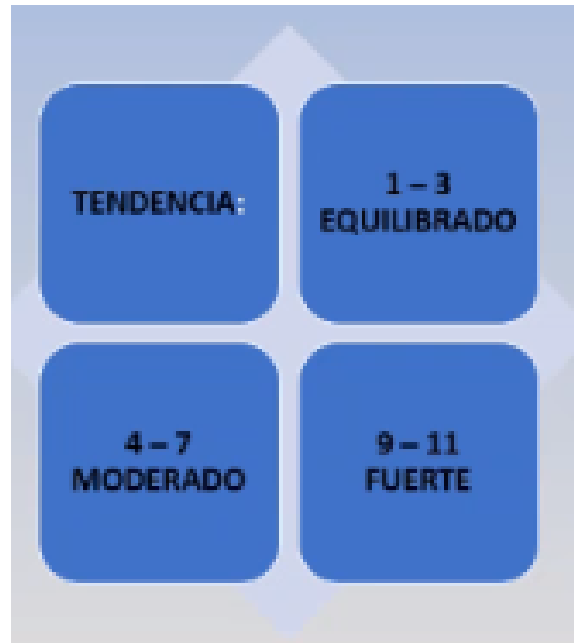 TENDENCIA:
1 – 3
EQUILIBRADO
4 – 7
MODERADO
9 – 11
FUERTE